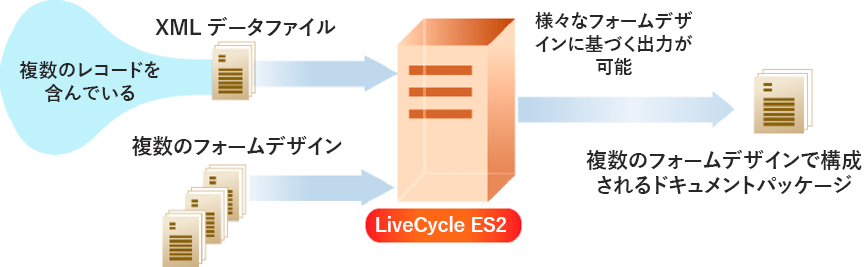 XML データファイル
複数のレコードを
含んでいる
複数のフォームデザイン
LiveCycle ES2
様々なフォームデザ
インに基づく出力が
可能
複数のフォームデザインで構成
されるドキュメントパッケージ